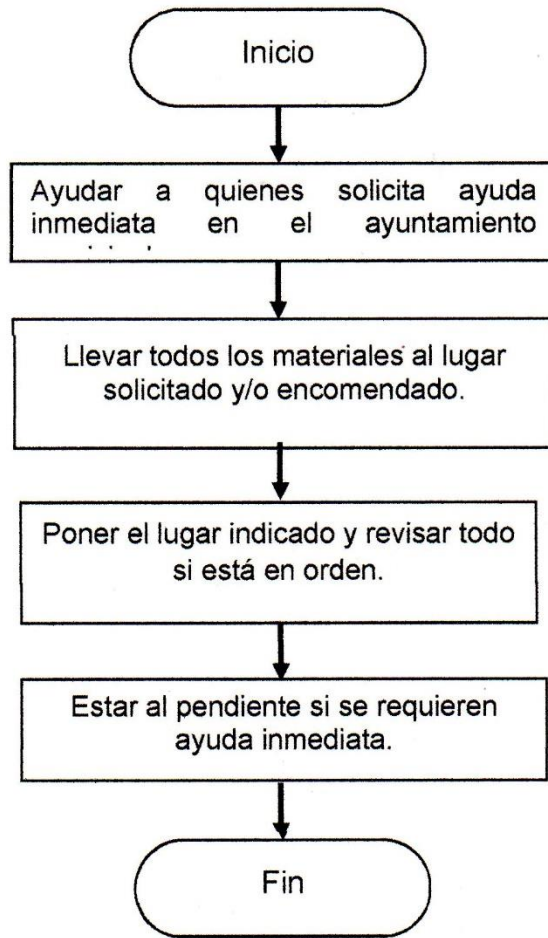 Inicio
Ayudar a quienes solicita ayuda
inmediata en el ayuntamiento
Llevar todos los materiales al lugar
solicitado y/o encomendado.
Poner el lugar indicado y revisar todo
si está en orden.
Estar al pendiente si se requieren
ayuda inmediata.
Fin